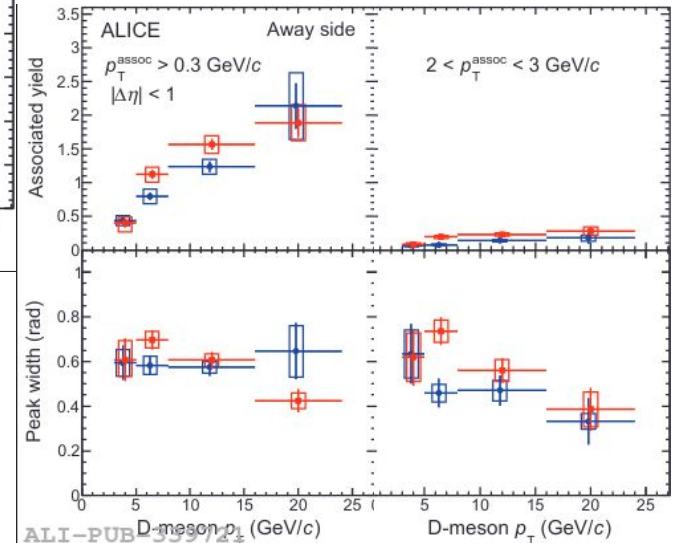 ALICE
Away side
p_T^assoc > 0.3 GeV/c
|Δη| < 1
2 < p_T^assoc < 3 GeV/c
Associated yield
3.5
3
2.5
2
1.5
1
0.5
0
Peak width (rad)
1
0.8
0.6
0.4
0.2
0
0 5 10 15 20 25
5 10 15 20 25
D-meson p_T (GeV/c)
D-meson p_T (GeV/c)
ALI-PUB-339721